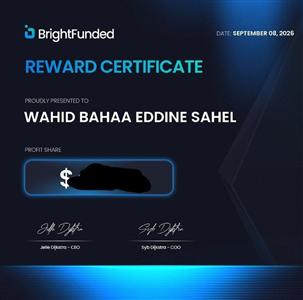 BrightFunded
DATE: SEPTEMBER 08, 2026
REWARD CERTIFICATE
PROUDLY PRESENTED TO
WAHID BAHAA EDDINE SAHEL
PROFIT SHARE
$
Jelle Dijkstra - CEO
Syb Dijkstra - COO